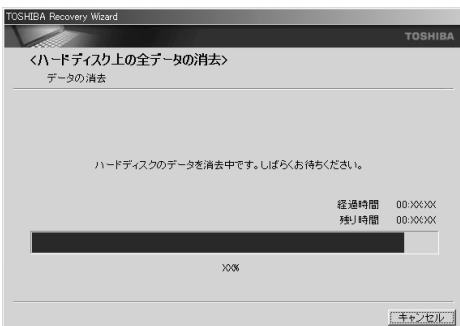 TOSHIBA Recovery Wizard
TOSHIBA
<ハードディスク上の全データの消去>
データの消去
ハードディスクのデータを消去中です。しばらくお待ちください。
経過時間 00:XX:XX
残り時間 00:XX:XX
XX%
キャンセル